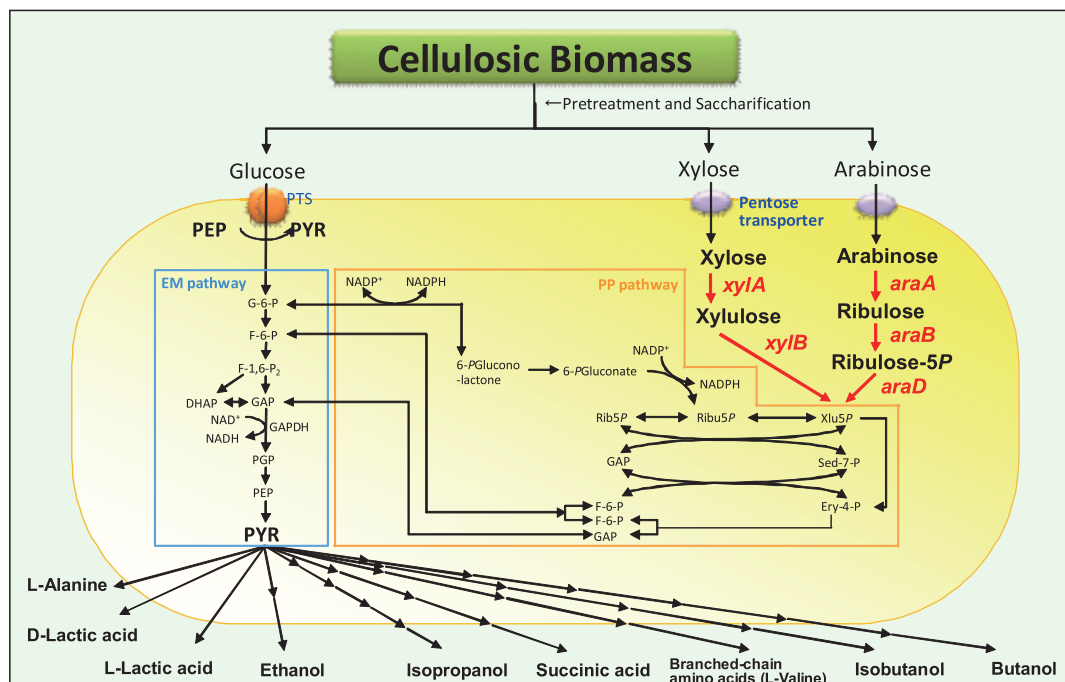 Cellulosic Biomass
←Pretreatment and Saccharification
Glucose
Xylose
Arabinose
PTS
Pentose
transporter
PEP
PYR
Xylose
Arabinose
xylA
araA
Xylulose
Ribulose
xylB
araB
Ribulose-5P
araD
EM pathway
PP pathway
NADP⁺
NADPH
G-6-P
F-6-P
F-1,6-P₂
DHAP
GAP
NAD⁺
GAPDH
NADH
PGP
PEP
PYR
6-PGlucono
-lactone
6-PGluconate
NADP⁺
NADPH
Rib5P
Ribu5P
Xlu5P
GAP
Sed-7-P
F-6-P
Ery-4-P
F-6-P
GAP
L-Alanine
D-Lactic acid
L-Lactic acid
Ethanol
Isopropanol
Succinic acid
Branched-chain
amino acids (L-Valine)
Isobutanol
Butanol